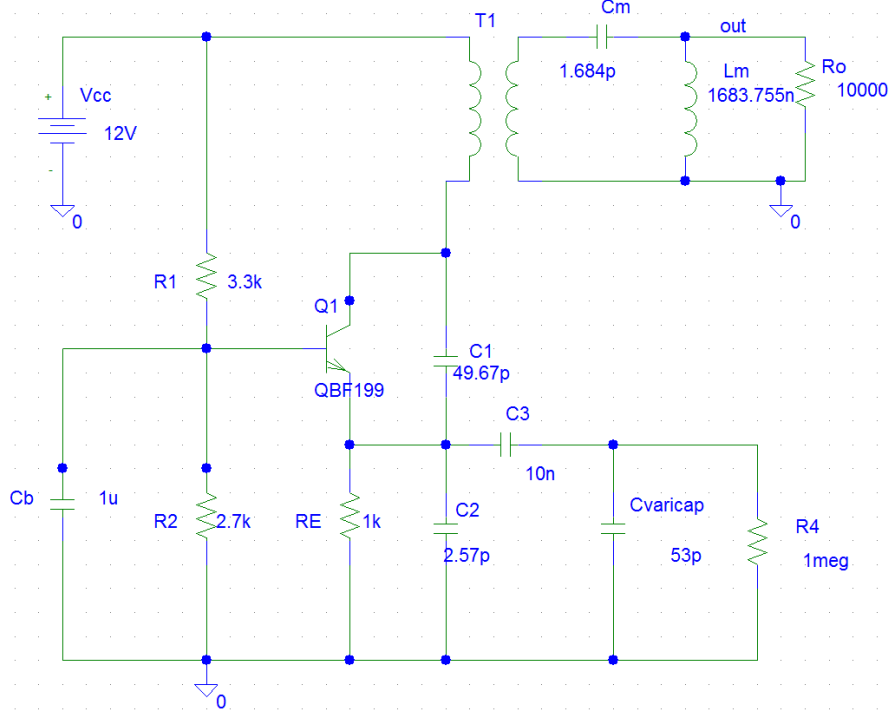 Cm
T1
out
1.684p
Lm
Ro
1683.755n
10000
+
Vcc
12V
-
0
0
R1
3.3k
Q1
C1
49.67p
QBF199
C3
10n
Cb
1u
R2
2.7k
RE
1k
C2
2.57p
Cvaricap
53p
R4
1meg
0